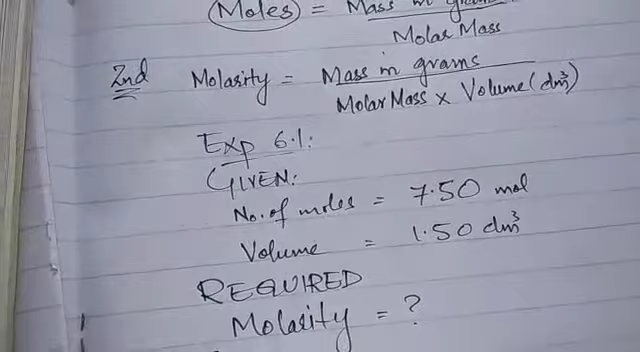 (Moles) = Mass in grams
Molar Mass
2nd Molarity = Mass in grams
Molar Mass x Volume (dm³)
Exp 6.1:
GIVEN:
No. of moles = 7.50 mol
Volume = 1.50 dm³
REQUIRED
Molarity = ?